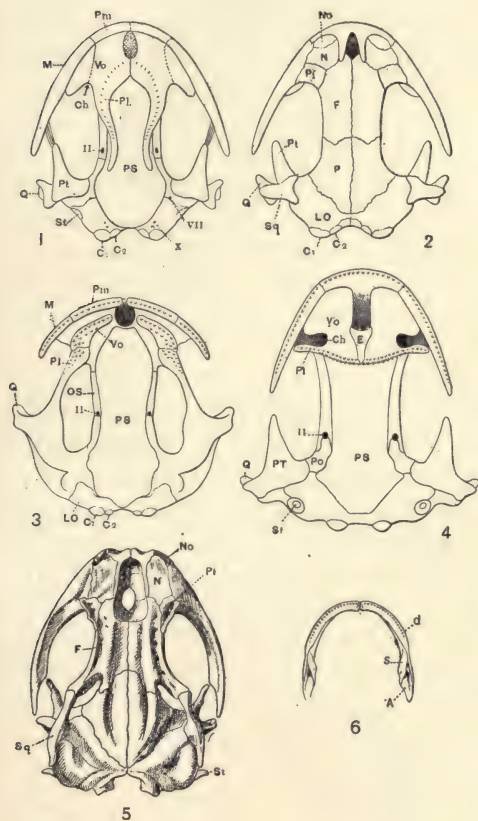 Pm
M
Vo
Ch
Pl
II
PS
Pt
Q
St
VII
X
C1 C2
1
No
N
Pf
F
Pt
P
Q
Sq
LO
C1 C2
2
Pm
M
Vo
Pl
Q
OS
II
PS
LO
C1 C2
3
Vo
Ch
E
Pl
II
PT
Po
PS
Q
St
4
No
Pf
N
F
Sq
St
5
d
S
A
6